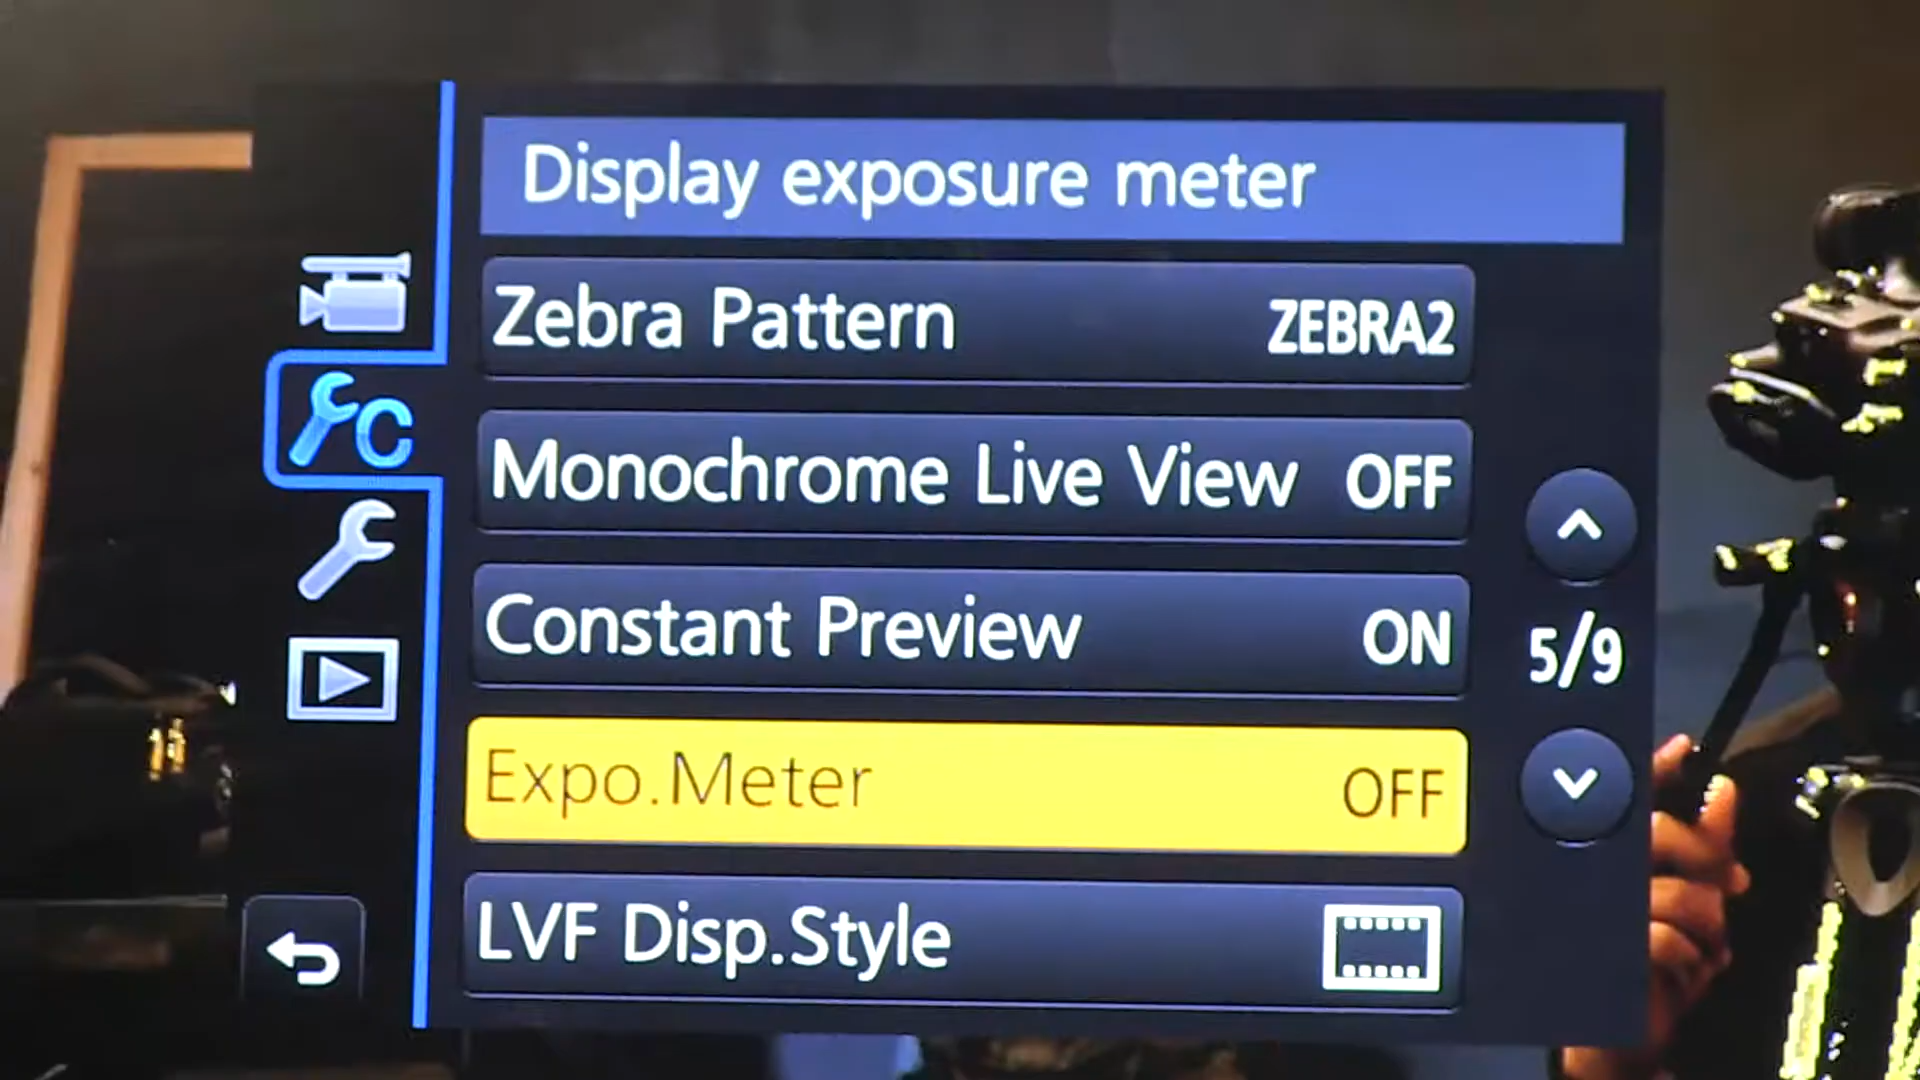 Display exposure meter
Zebra Pattern ZEBRA2
Monochrome Live View OFF
C
Constant Preview ON
5/9
Expo.Meter OFF
LVF Disp.Style